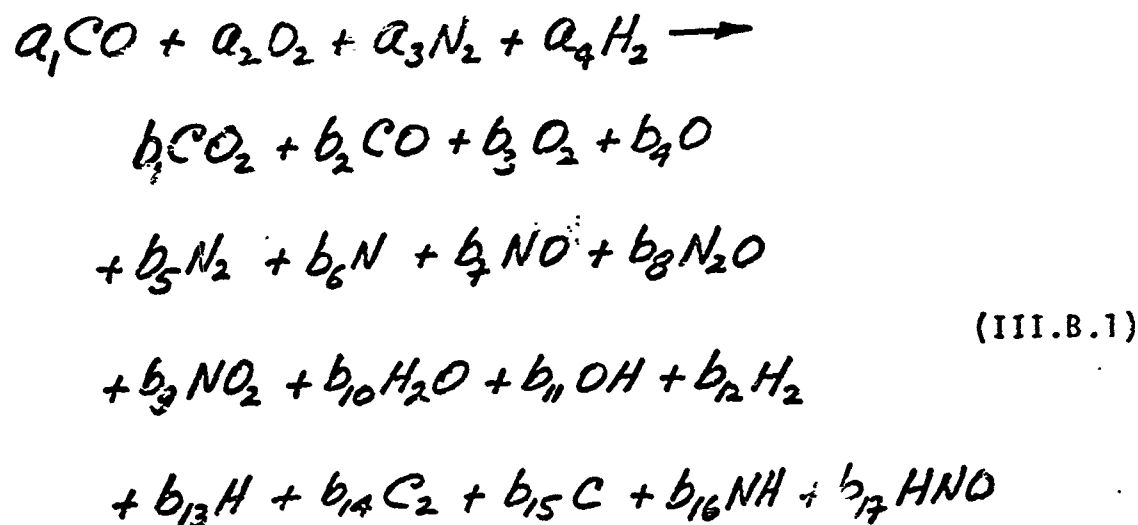 a₁CO + a₂O₂ + a₃N₂ + a₄H₂ ⟶
b₁CO₂ + b₂CO + b₃O₂ + b₄O
+ b₅N₂ + b₆N + b₇NO + b₈N₂O
(III.B.1)
+ b₉NO₂ + b₁₀H₂O + b₁₁OH + b₁₂H₂
+ b₁₃H + b₁₄C₂ + b₁₅C + b₁₆NH + b₁₇HNO